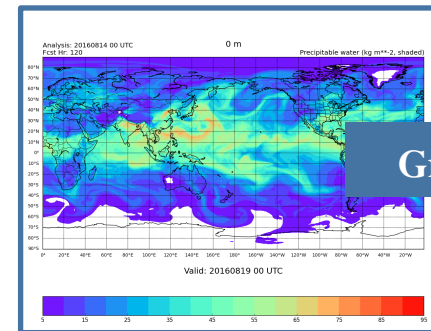 0 m
Analysis: 20160814 00 UTC
Fcst Hr: 120
Precipitable water (kg m**-2, shaded)
80°N
70°N
60°N
50°N
40°N
30°N
20°N
10°N
0°
10°S
20°S
30°S
40°S
50°S
60°S
70°S
80°S
90°S
0° 20°E 40°E 60°E 80°E 100°E 120°E 140°E 160°E 180° 160°W 140°W 120°W 100°W 80°W 60°W 40°W 20°W
Valid: 20160819 00 UTC
5 15 25 35 45 55 65 75 85 95